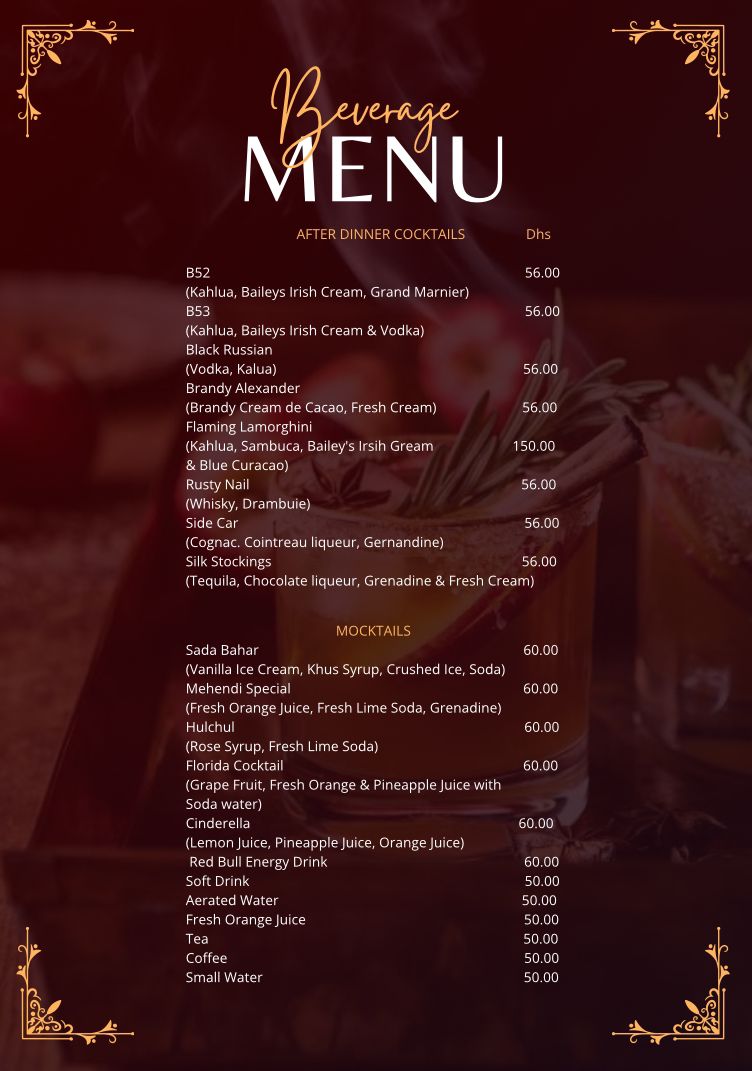 Beverage
MENU
AFTER DINNER COCKTAILS Dhs
B52 56.00
(Kahlua, Baileys Irish Cream, Grand Marnier)
B53 56.00
(Kahlua, Baileys Irish Cream & Vodka)
Black Russian
(Vodka, Kalua) 56.00
Brandy Alexander
(Brandy Cream de Cacao, Fresh Cream) 56.00
Flaming Lamorghini
(Kahlua, Sambuca, Bailey's Irsih Gream 150.00
& Blue Curacao)
Rusty Nail 56.00
(Whisky, Drambuie)
Side Car 56.00
(Cognac. Cointreau liqueur, Gernandine)
Silk Stockings 56.00
(Tequila, Chocolate liqueur, Grenadine & Fresh Cream)
MOCKTAILS
Sada Bahar 60.00
(Vanilla Ice Cream, Khus Syrup, Crushed Ice, Soda)
Mehendi Special 60.00
(Fresh Orange Juice, Fresh Lime Soda, Grenadine)
Hulchul 60.00
(Rose Syrup, Fresh Lime Soda)
Florida Cocktail 60.00
(Grape Fruit, Fresh Orange & Pineapple Juice with
Soda water)
Cinderella 60.00
(Lemon Juice, Pineapple Juice, Orange Juice)
Red Bull Energy Drink 60.00
Soft Drink 50.00
Aerated Water 50.00
Fresh Orange Juice 50.00
Tea 50.00
Coffee 50.00
Small Water 50.00